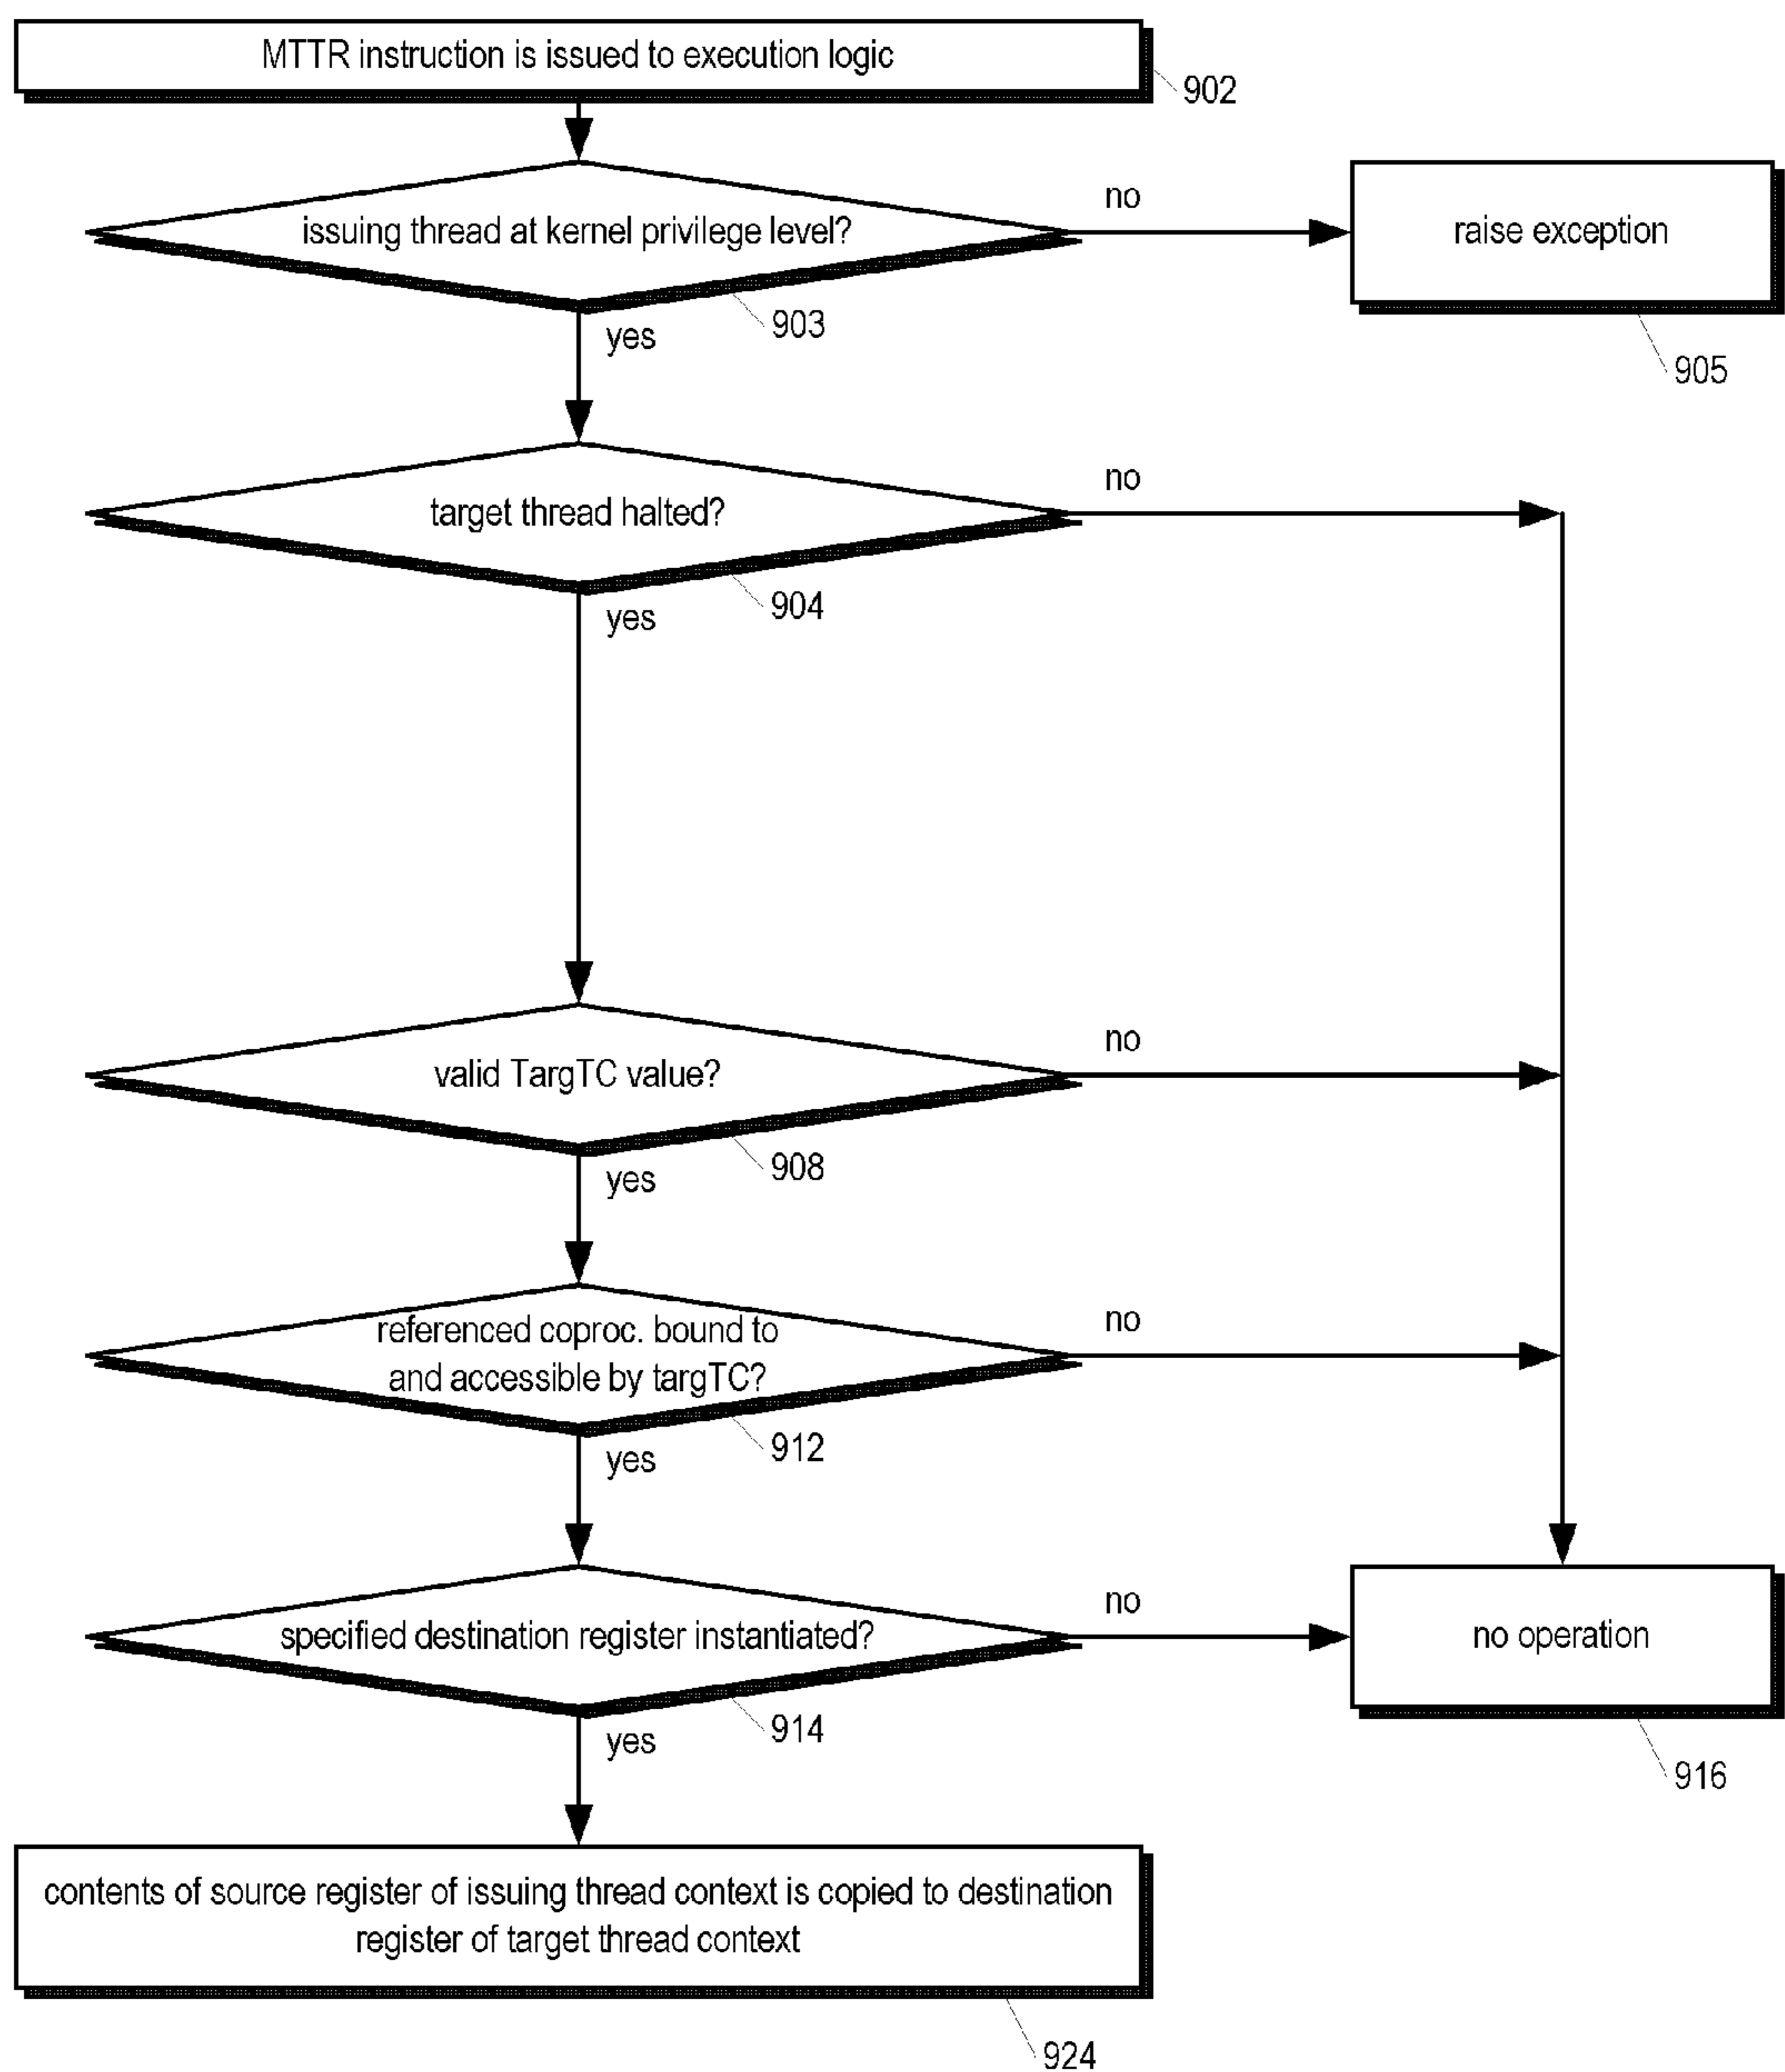 MTTR instruction is issued to execution logic
902
issuing thread at kernel privilege level?
no
raise exception
903
yes
905
target thread halted?
no
904
yes
valid TargTC value?
no
908
yes
referenced coproc. bound to
and accessible by targTC?
no
912
yes
specified destination register instantiated?
no
no operation
914
yes
916
contents of source register of issuing thread context is copied to destination
register of target thread context
924